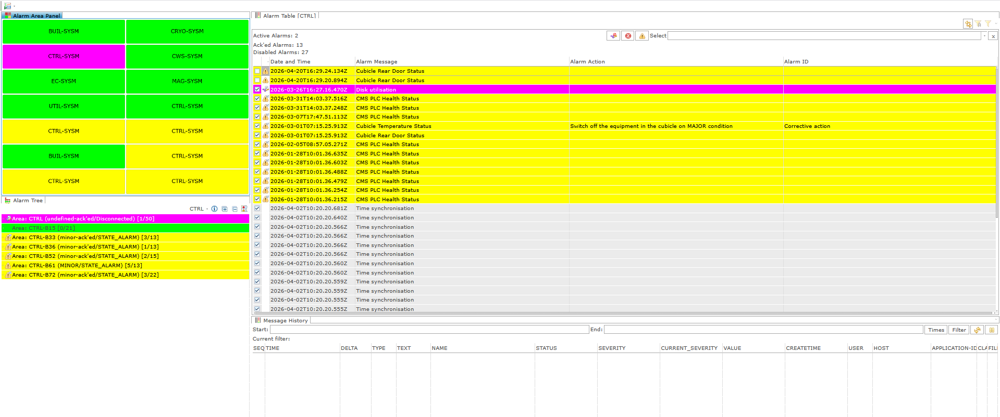 Alarm Area Panel
BUIL-SYSM CRYO-SYSM
CTRL-SYSM CWS-SYSM
EC-SYSM MAG-SYSM
UTIL-SYSM CTRL-SYSM
CTRL-SYSM CTRL-SYSM
BUIL-SYSM CTRL-SYSM
CTRL-SYSM CTRL-SYSM
Alarm Tree
CTRL
Area: CTRL (undefined-ack'ed/Disconnected) [1/50]
Area: CTRL-B15 [0/21]
Area: CTRL-B33 (minor-ack'ed/STATE_ALARM) [3/13]
Area: CTRL-B36 (minor-ack'ed/STATE_ALARM) [1/13]
Area: CTRL-B52 (minor-ack'ed/STATE_ALARM) [2/15]
Area: CTRL-B61 (MINOR/STATE_ALARM) [5/13]
Area: CTRL-B72 (minor-ack'ed/STATE_ALARM) [3/22]
Alarm Table [CTRL]
Active Alarms: 2 Select x
Ack'ed Alarms: 13
Disabled Alarms: 27
Date and Time Alarm Message Alarm Action Alarm ID
2026-04-20T16:29.24.134Z Cubicle Rear Door Status
2026-04-20T16:29.20.894Z Cubicle Rear Door Status
2026-03-26T16:27.16.470Z Disk utilisation
2026-03-31T14:03.37.516Z CMS PLC Health Status
2026-03-31T14:03.37.248Z CMS PLC Health Status
2026-03-07T17:47.51.113Z CMS PLC Health Status
2026-03-01T07:15.25.913Z Cubicle Temperature Status Switch off the equipment in the cubicle on MAJOR condition Corrective action
2026-03-01T07:15.25.913Z Cubicle Rear Door Status
2026-02-05T08:57.05.271Z CMS PLC Health Status
2026-01-28T10:01.36.635Z CMS PLC Health Status
2026-01-28T10:01.36.603Z CMS PLC Health Status
2026-01-28T10:01.36.488Z CMS PLC Health Status
2026-01-28T10:01.36.479Z CMS PLC Health Status
2026-01-28T10:01.36.254Z CMS PLC Health Status
2026-01-28T10:01.36.215Z CMS PLC Health Status
2026-04-02T10:20.20.681Z Time synchronisation
2026-04-02T10:20.20.640Z Time synchronisation
2026-04-02T10:20.20.566Z Time synchronisation
2026-04-02T10:20.20.566Z Time synchronisation
2026-04-02T10:20.20.566Z Time synchronisation
2026-04-02T10:20.20.566Z Time synchronisation
2026-04-02T10:20.20.560Z Time synchronisation
2026-04-02T10:20.20.560Z Time synchronisation
2026-04-02T10:20.20.559Z Time synchronisation
2026-04-02T10:20.20.559Z Time synchronisation
2026-04-02T10:20.20.555Z Time synchronisation
2026-04-02T10:20.20.555Z Time synchronisation
Message History
Start: End: Times Filter
Current filter:
SEQ TIME DELTA TYPE TEXT NAME STATUS SEVERITY CURRENT_SEVERITY VALUE CREATETIME USER HOST APPLICATION-ID CLA FIL